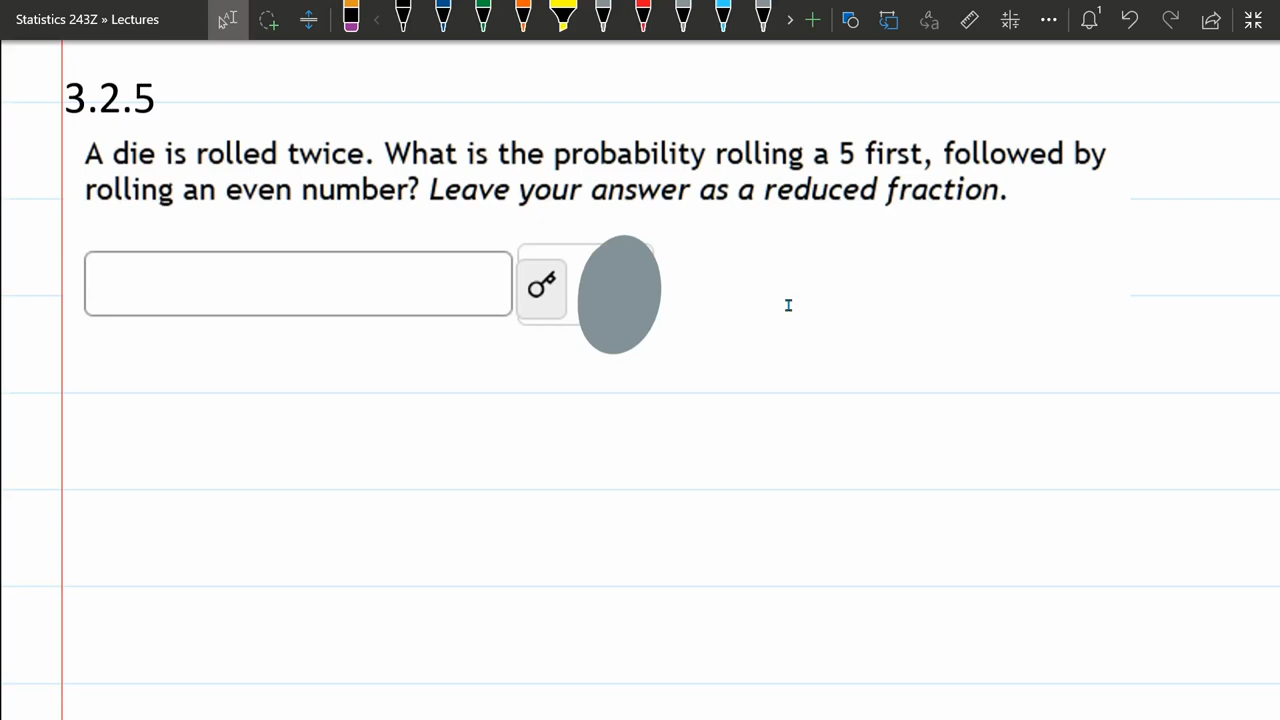 Statistics 243Z » Lectures
1
3.2.5
A die is rolled twice. What is the probability rolling a 5 first, followed by
rolling an even number? Leave your answer as a reduced fraction.